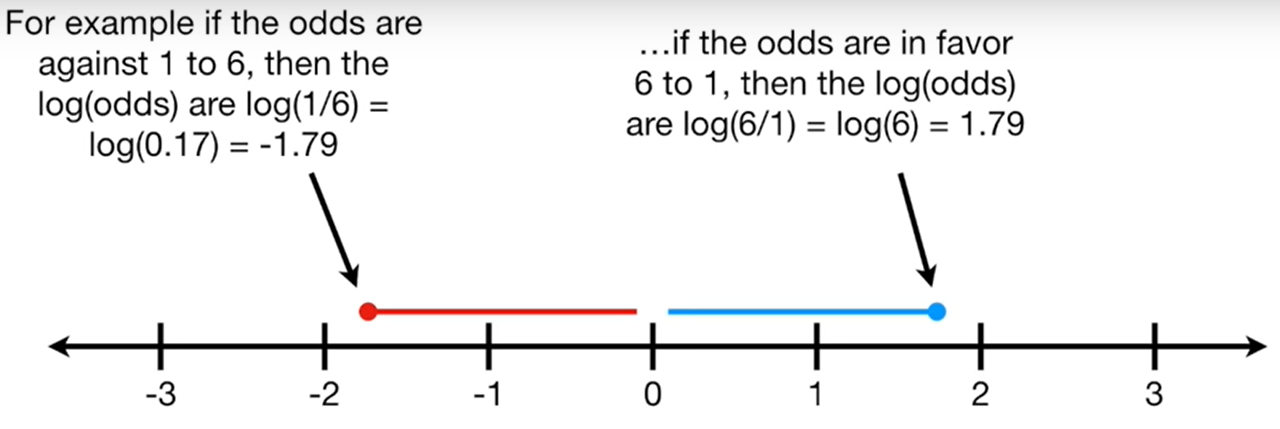 For example if the odds are
against 1 to 6, then the
log(odds) are log(1/6) =
log(0.17) = -1.79
...if the odds are in favor
6 to 1, then the log(odds)
are log(6/1) = log(6) = 1.79
-3 -2 -1 0 1 2 3